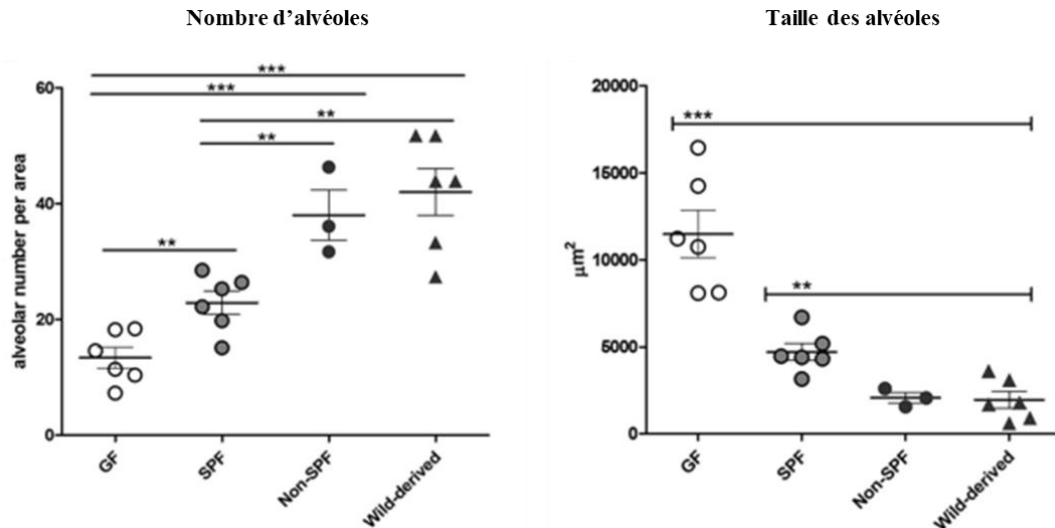 Nombre d’alvéoles
***
***
**
**
**
60
40
20
0
alveolar number per area
GF
SPF
Non-SPF
Wild-derived
Taille des alvéoles
20000
15000
10000
5000
0
µm²
***
**
GF
SPF
Non-SPF
Wild-derived